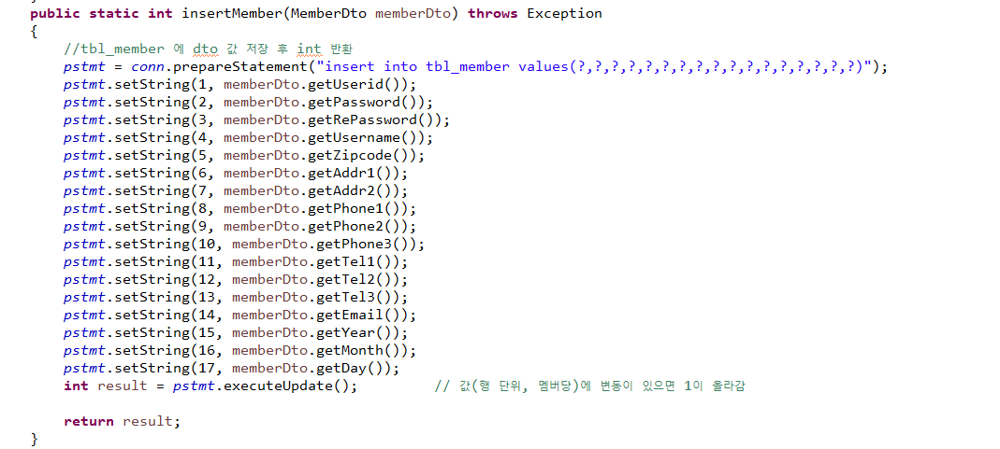 public static int insertMember(MemberDto memberDto) throws Exception
{
//tbl_member 에 dto 값 저장 후 int 반환
pstmt = conn.prepareStatement("insert into tbl_member values(?,?,?,?,?,?,?,?,?,?,?,?,?,?,?,?,?)");
pstmt.setString(1, memberDto.getUserid());
pstmt.setString(2, memberDto.getPassword());
pstmt.setString(3, memberDto.getRePassword());
pstmt.setString(4, memberDto.getUsername());
pstmt.setString(5, memberDto.getZipcode());
pstmt.setString(6, memberDto.getAddr1());
pstmt.setString(7, memberDto.getAddr2());
pstmt.setString(8, memberDto.getPhone1());
pstmt.setString(9, memberDto.getPhone2());
pstmt.setString(10, memberDto.getPhone3());
pstmt.setString(11, memberDto.getTel1());
pstmt.setString(12, memberDto.getTel2());
pstmt.setString(13, memberDto.getTel3());
pstmt.setString(14, memberDto.getEmail());
pstmt.setString(15, memberDto.getYear());
pstmt.setString(16, memberDto.getMonth());
pstmt.setString(17, memberDto.getDay());
int result = pstmt.executeUpdate(); // 값(행 단위, 멤버당)에 변동이 있으면 1이 올라감
return result;
}